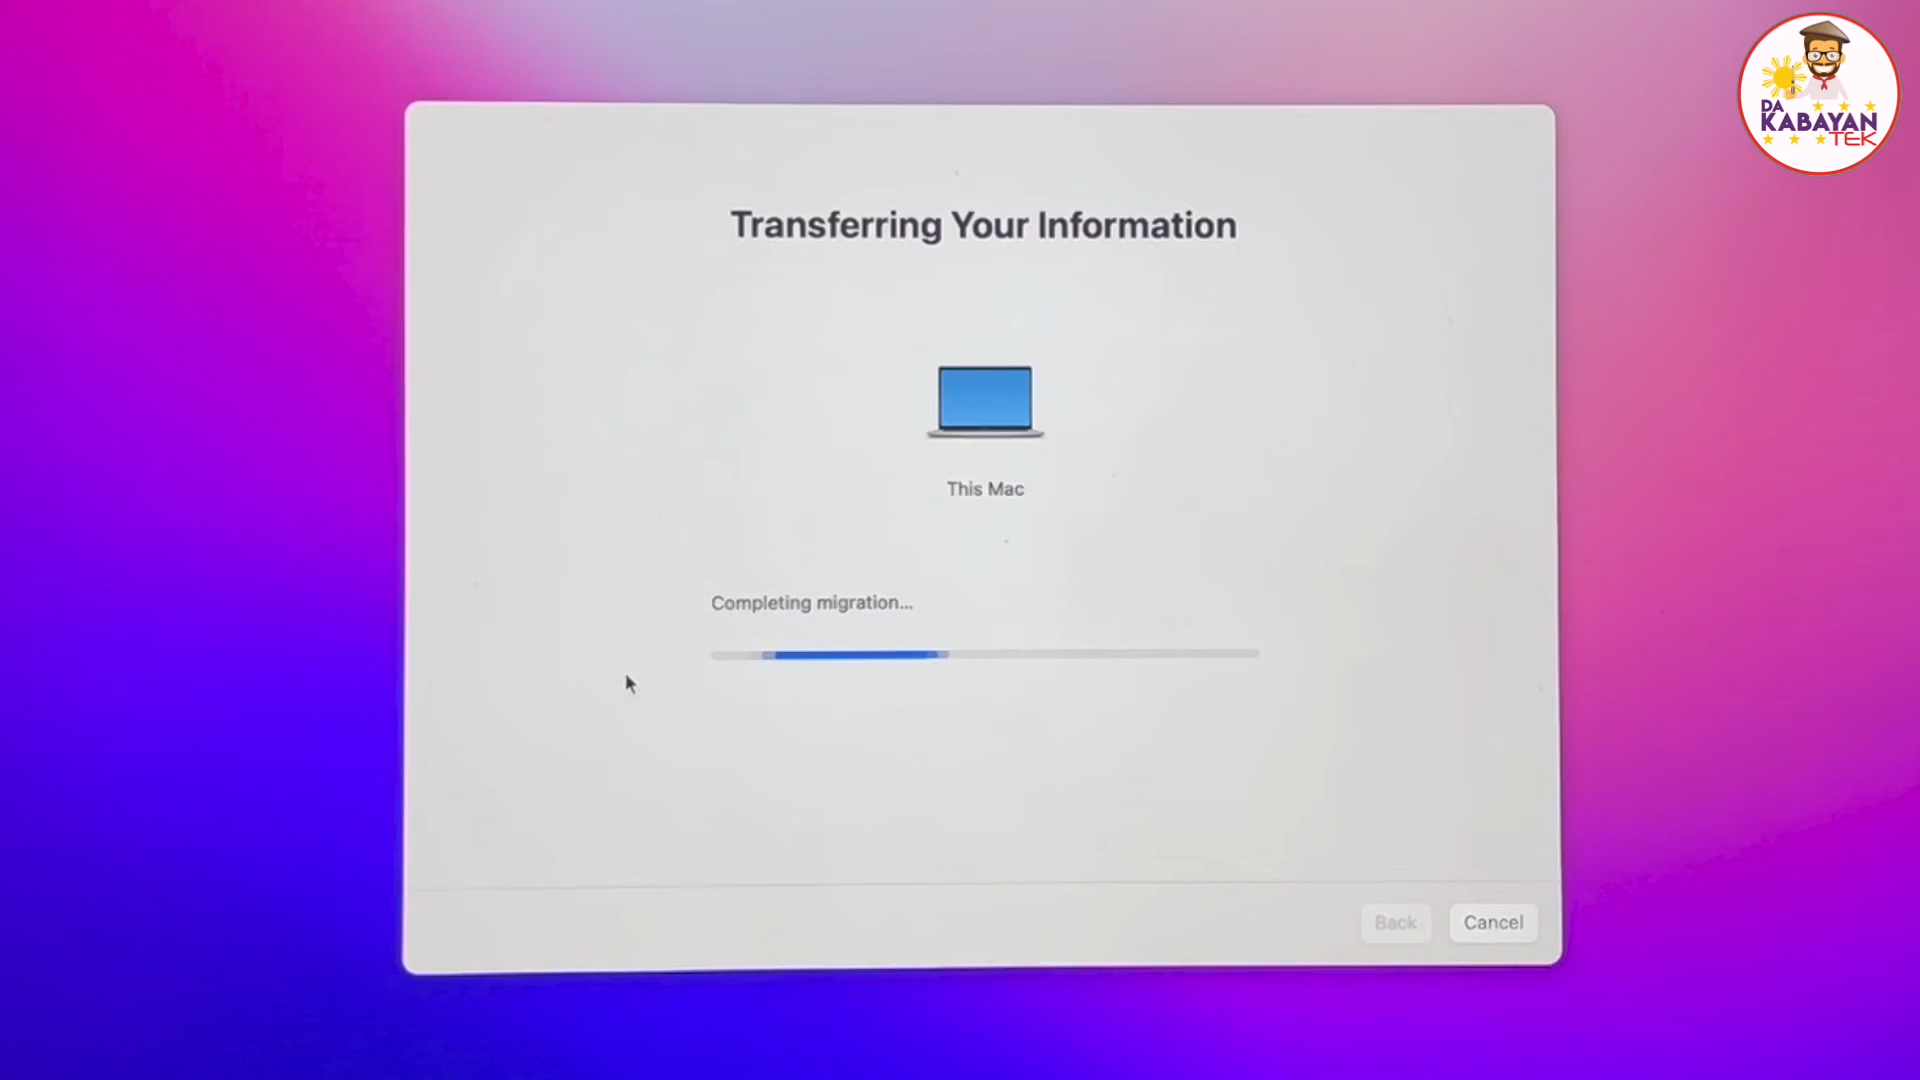 DA
KABAYAN
TEK
Transferring Your Information
This Mac
Completing migration...
Back
Cancel